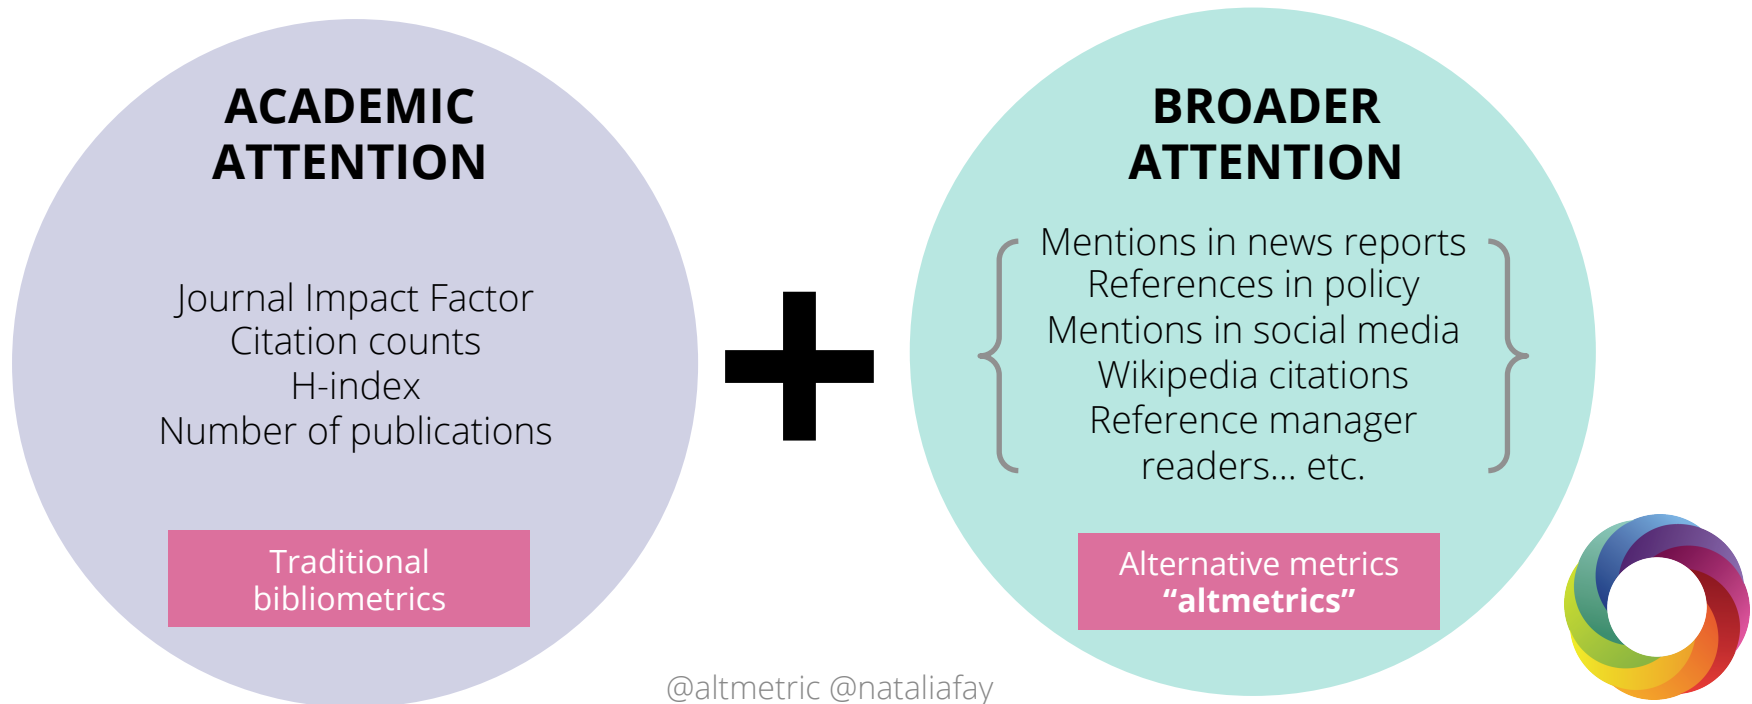 ACADEMIC
ATTENTION
Journal Impact Factor
Citation counts
H-index
Number of publications
Traditional
bibliometrics
BROADER
ATTENTION
Mentions in news reports
References in policy
Mentions in social media
Wikipedia citations
Reference manager
readers... etc.
Alternative metrics
“altmetrics”
@altmetric @nataliafay